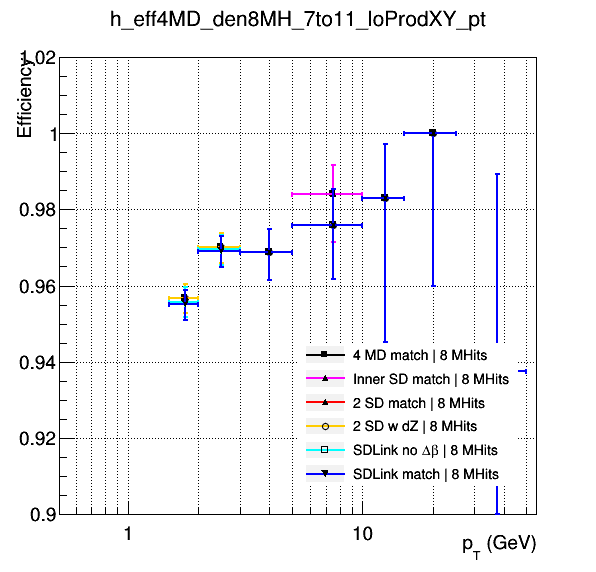 h_eff4MD_den8MH_7to11_loProdXY_pt
Efficiency
1.02
1
0.98
0.96
0.94
0.92
0.9
4 MD match | 8 MHits
Inner SD match | 8 MHits
2 SD match | 8 MHits
2 SD w dZ | 8 MHits
SDLink no Δβ | 8 MHits
SDLink match | 8 MHits
1
10
p_T (GeV)